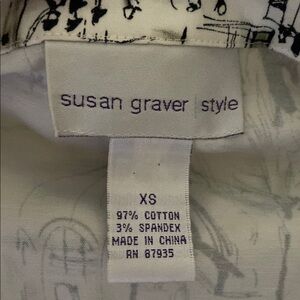 susan graver style
XS
97% COTTON
3% SPANDEX
MADE IN CHINA
RN 87935